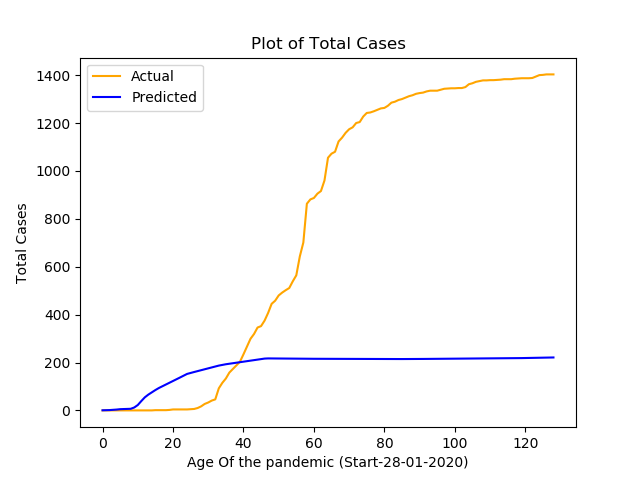 Plot of Total Cases
Actual
Predicted
1400
1200
1000
800
600
400
200
0
Total Cases
0 20 40 60 80 100 120
Age Of the pandemic (Start-28-01-2020)